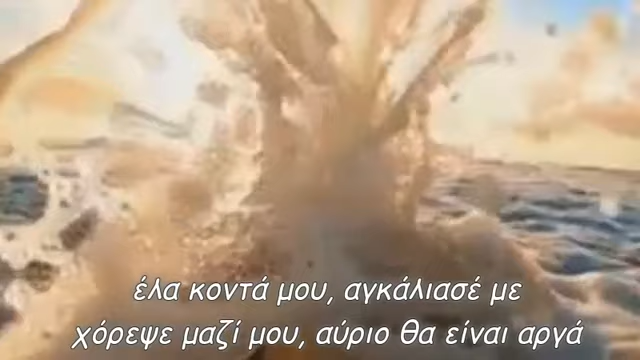 έλα κοντά μου, αγκάλιασέ με
χόρεψε μαζί μου, αύριο θα είναι αργά